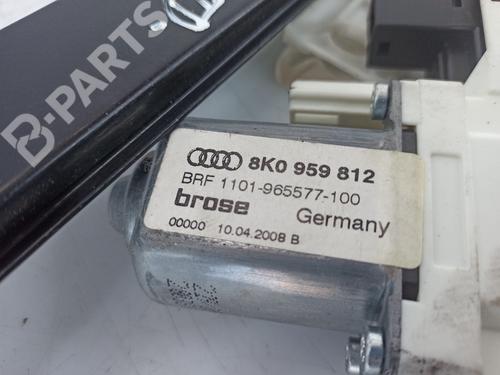 B-PARTS
8K0 959 812
BRF 1101-965577-100
brose Germany
00000 10.04.2008 B